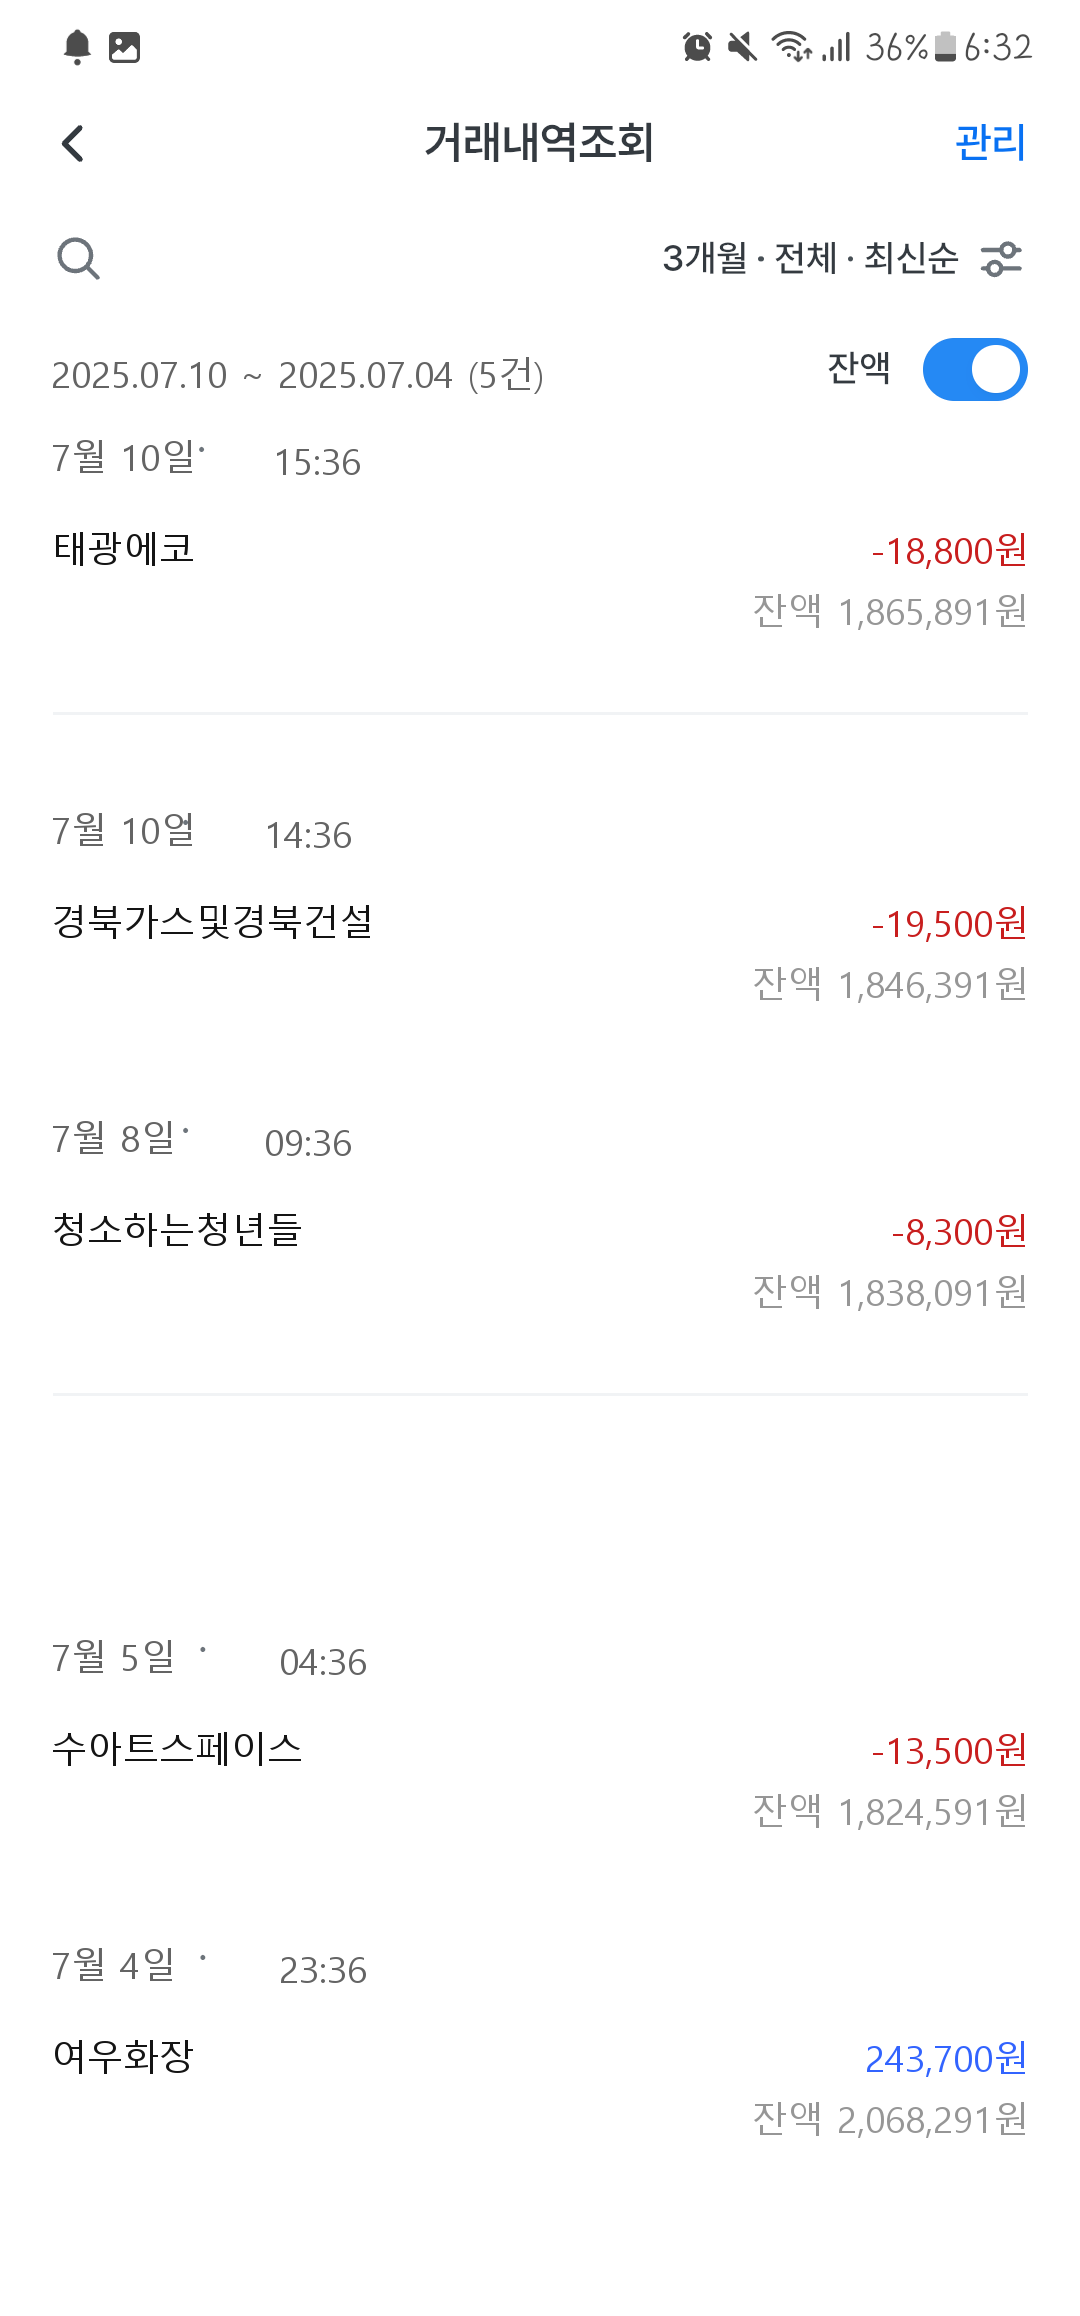 36% 6:32
거래내역조회 관리
3개월 · 전체 · 최신순
2025.07.10 ~ 2025.07.04 (5건) 잔액
7월 10일· 15:36
태광에코 -18,800원
잔액 1,865,891원
7월 10일 14:36
경북가스및경북건설 -19,500원
잔액 1,846,391원
7월 8일· 09:36
청소하는청년들 -8,300원
잔액 1,838,091원
7월 5일 · 04:36
수아트스페이스 -13,500원
잔액 1,824,591원
7월 4일 · 23:36
여우화장 243,700원
잔액 2,068,291원